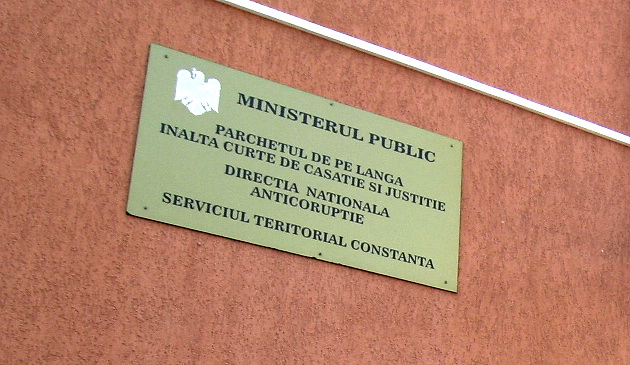 MINISTERUL PUBLIC
PARCHETUL DE PE LANGA
INALTA CURTE DE CASATIE SI JUSTITIE
DIRECTIA NATIONALA
ANTICORUPTIE
SERVICIUL TERITORIAL CONSTANTA